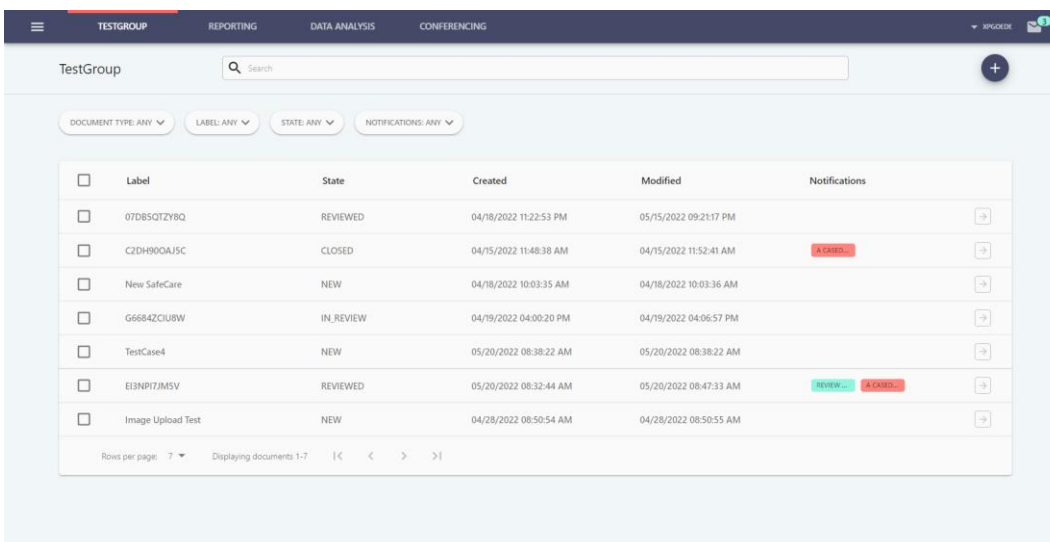 TESTGROUP REPORTING DATA ANALYSIS CONFERENCING XPGOEDE 3
TestGroup Search +
DOCUMENT TYPE: ANY LABEL: ANY STATE: ANY NOTIFICATIONS: ANY
Label State Created Modified Notifications
07DB5QTZY8Q REVIEWED 04/18/2022 11:22:53 PM 05/15/2022 09:21:17 PM
C2DH90OAJ5C CLOSED 04/15/2022 11:48:38 AM 04/15/2022 11:52:41 AM A CASED...
New SafeCare NEW 04/18/2022 10:03:35 AM 04/18/2022 10:03:36 AM
G6684ZCIU8W IN_REVIEW 04/19/2022 04:00:20 PM 04/19/2022 04:06:57 PM
TestCase4 NEW 05/20/2022 08:38:22 AM 05/20/2022 08:38:22 AM
EI3NPI7JM5V REVIEWED 05/20/2022 08:32:44 AM 05/20/2022 08:47:33 AM REVIEW ... A CASED...
Image Upload Test NEW 04/28/2022 08:50:54 AM 04/28/2022 08:50:55 AM
Rows per page: 7 Displaying documents 1-7